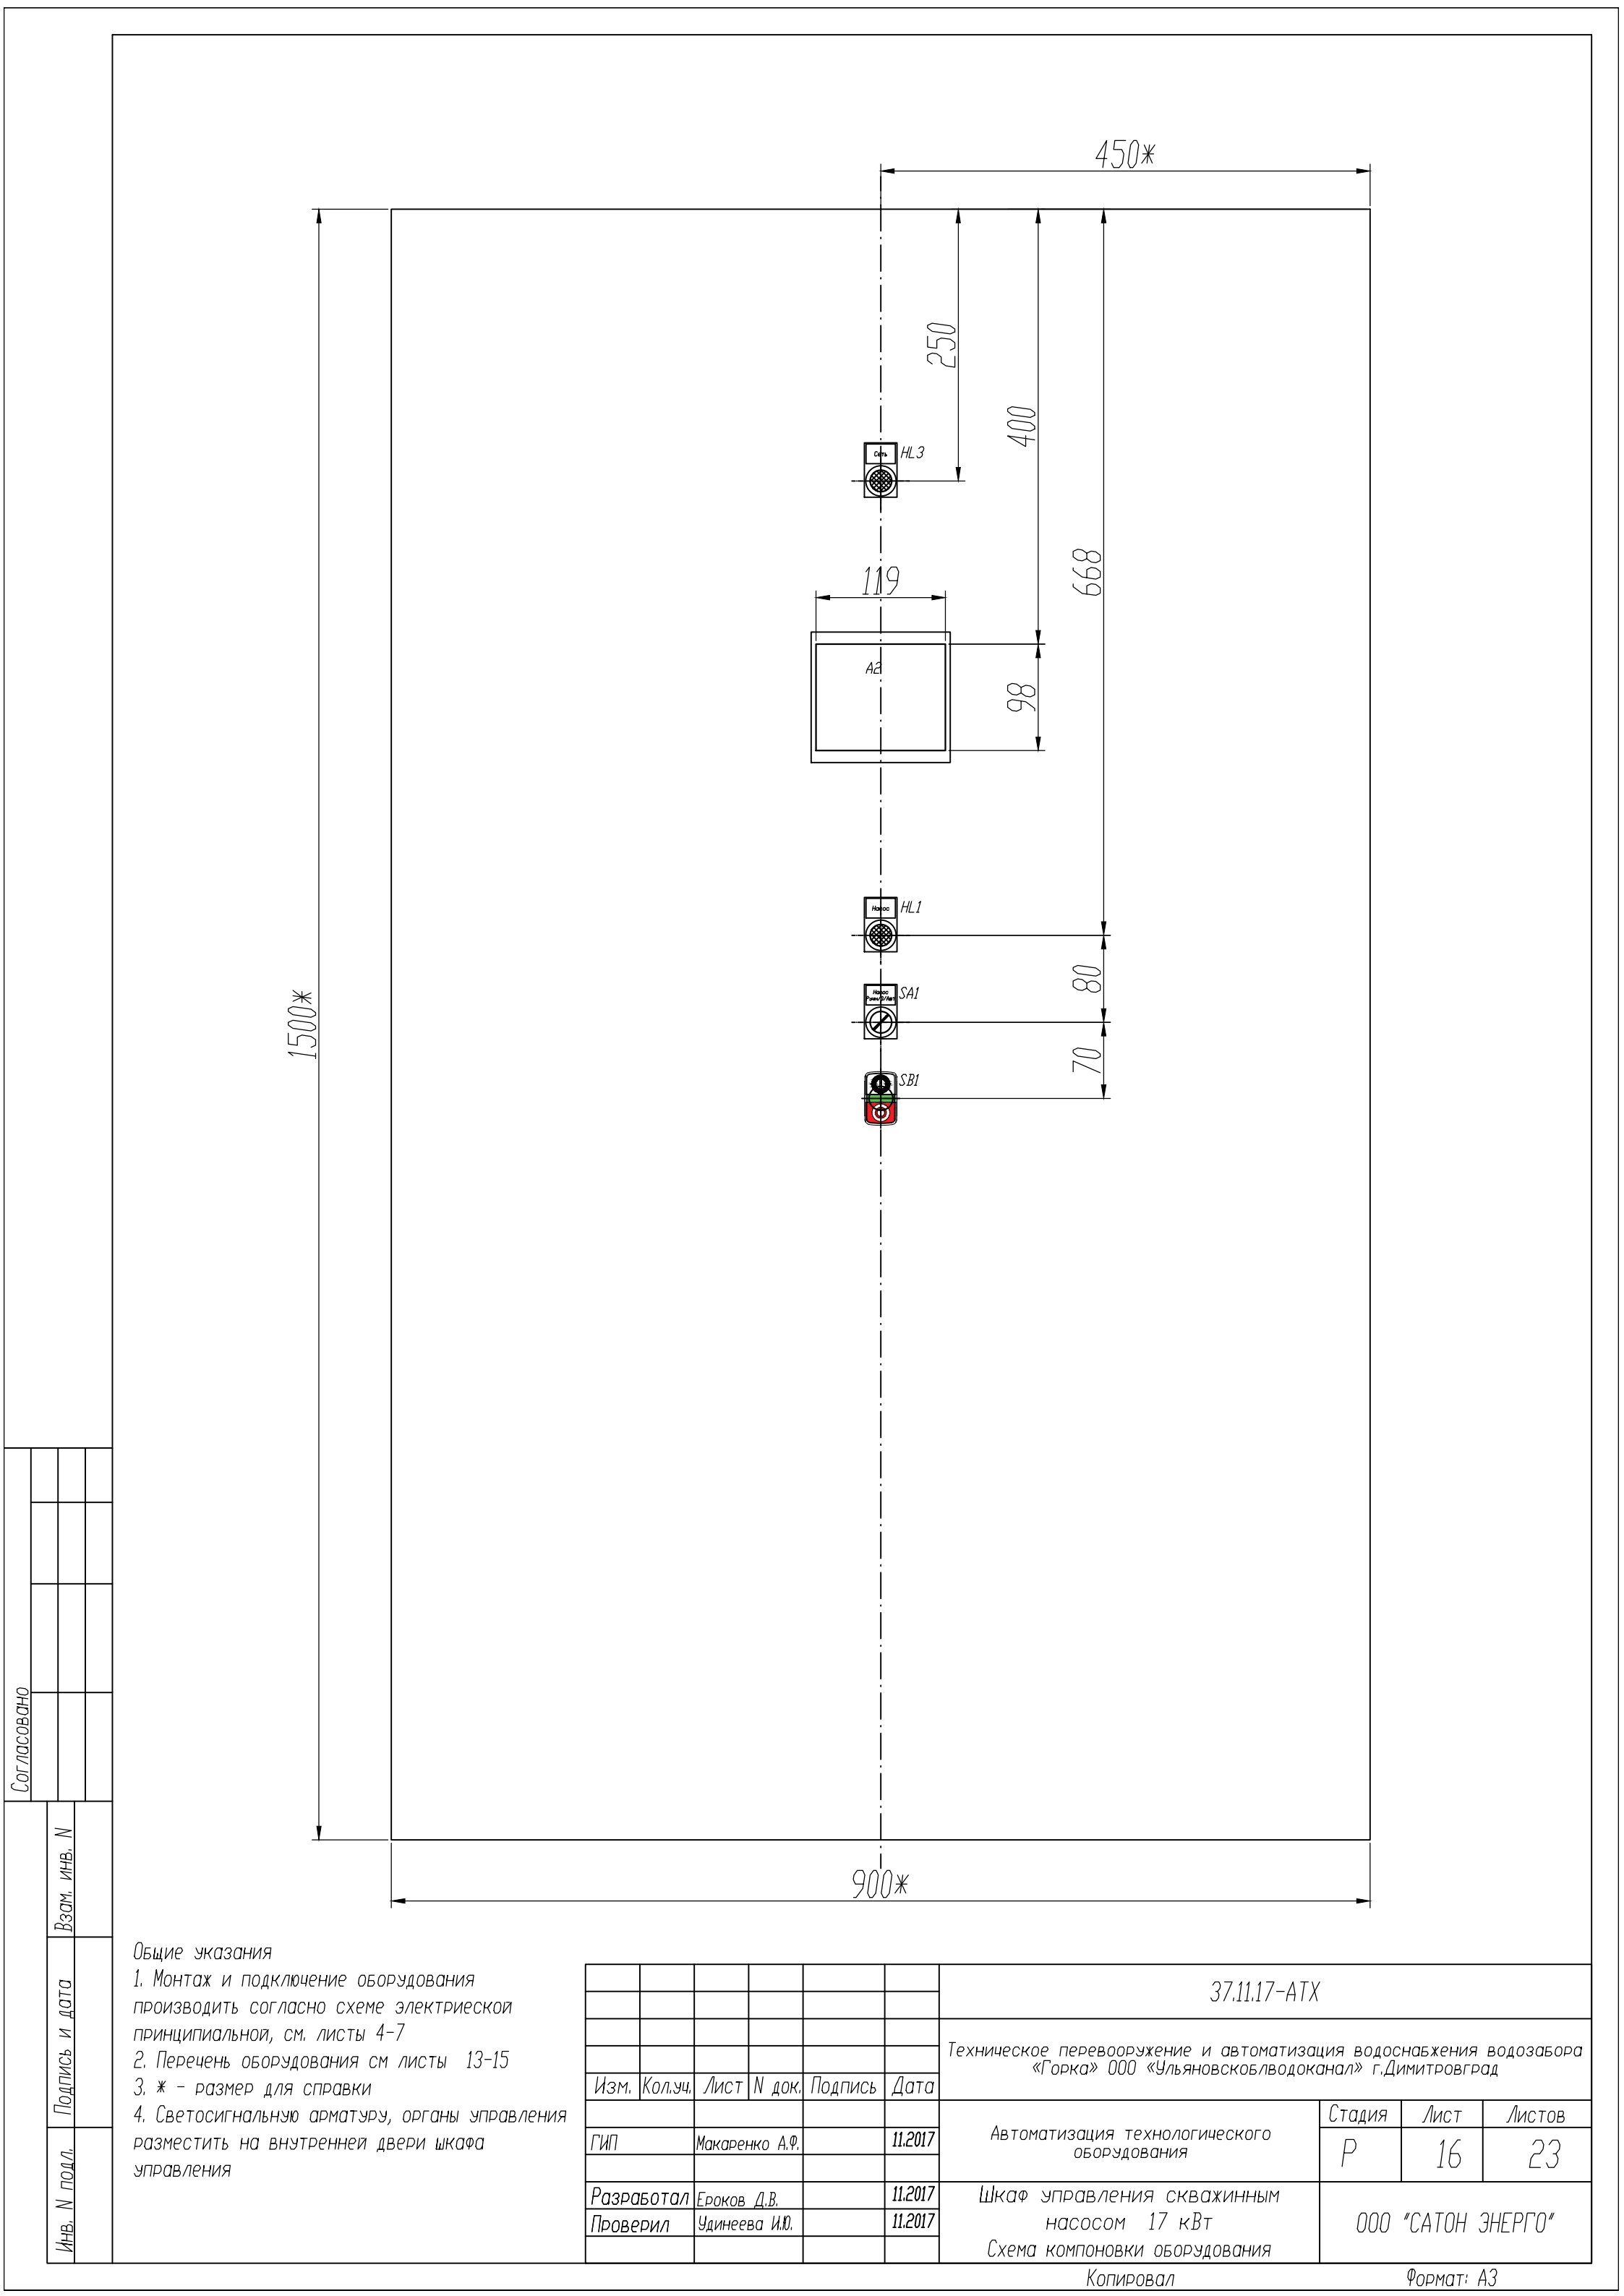 450*
250
400
668
Сеть
HL3
119
A2
98
Насос
HL1
80
1500*
Насос
Руч/0/Авт
SA1
70
SB1
900*
Общие указания
1. Монтаж и подключение оборудования
производить согласно схеме электриеской
принципиальной, см. листы 4-7
2. Перечень оборудования см листы 13-15
3. * - размер для справки
4. Светосигнальную арматуру, органы управления
разместить на внутренней двери шкафа
управления
Согласовано
Взам. инв. N
Подпись и дата
Инв. N подл.
37.11.17-АТХ
Техническое перевооружение и автоматизация водоснабжения водозабора
«Горка» ООО «Ульяновскоблводоканал» г.Димитровград
Изм. Кол.уч. Лист N док. Подпись Дата
Автоматизация технологического
оборудования
Стадия Лист Листов
Р 16 23
ГИП Макаренко А.Ф. 11.2017
Разработал Ероков Д.В. 11.2017
Проверил Удинеева И.Ю. 11.2017
Шкаф управления скважинным
насосом 17 кВт
Схема компоновки оборудования
ООО "САТОН ЭНЕРГО"
Копировал
Формат: А3